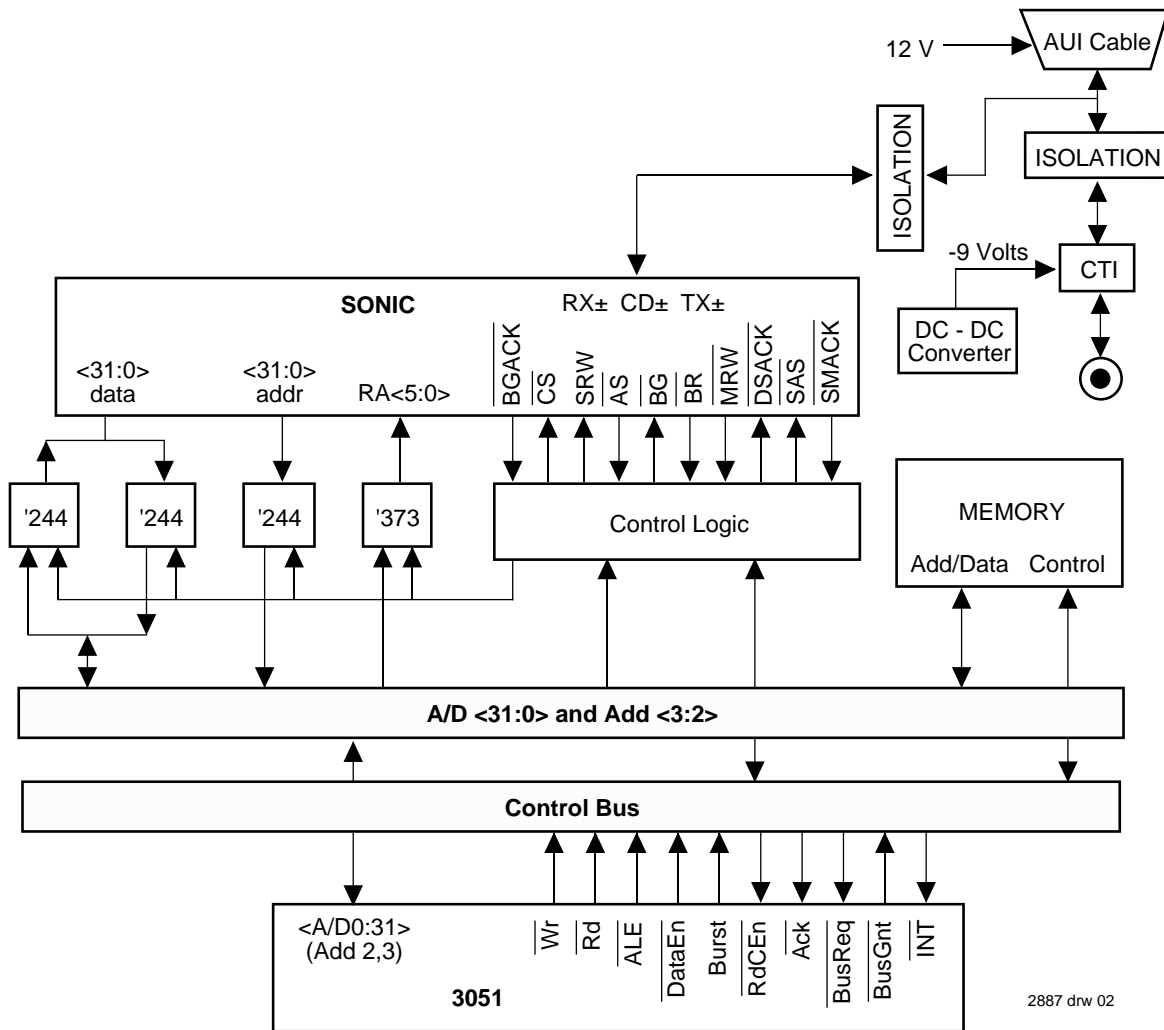 AUI Cable
12 V
ISOLATION
ISOLATION
-9 Volts
CTI
DC - DC
Converter
SONIC
RX± CD± TX±
<31:0>
data
<31:0>
addr
RA<5:0>
BGACK
CS
SRW
AS
BG
BR
MRW
DSACK
SAS
SMACK
'244
'244
'244
'373
Control Logic
MEMORY
Add/Data Control
A/D <31:0> and Add <3:2>
Control Bus
<A/D0:31>
(Add 2,3)
Wr
Rd
ALE
DataEn
Burst
RdCEn
Ack
BusReq
BusGnt
INT
3051
2887 drw 02